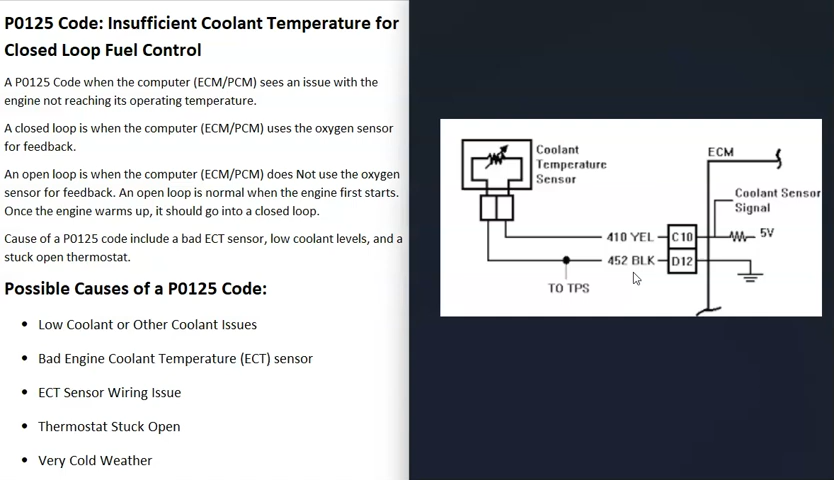 P0125 Code: Insufficient Coolant Temperature for
Closed Loop Fuel Control
A P0125 Code when the computer (ECM/PCM) sees an issue with the
engine not reaching its operating temperature.
A closed loop is when the computer (ECM/PCM) uses the oxygen sensor
for feedback.
An open loop is when the computer (ECM/PCM) does Not use the oxygen
sensor for feedback. An open loop is normal when the engine first starts.
Once the engine warms up, it should go into a closed loop.
Cause of a P0125 code include a bad ECT sensor, low coolant levels, and a
stuck open thermostat.
Possible Causes of a P0125 Code:
Low Coolant or Other Coolant Issues
Bad Engine Coolant Temperature (ECT) sensor
ECT Sensor Wiring Issue
Thermostat Stuck Open
Very Cold Weather
Coolant
Temperature
Sensor
ECM
Coolant Sensor
Signal
410 YEL
C10
5V
452 BLK
D12
TO TPS